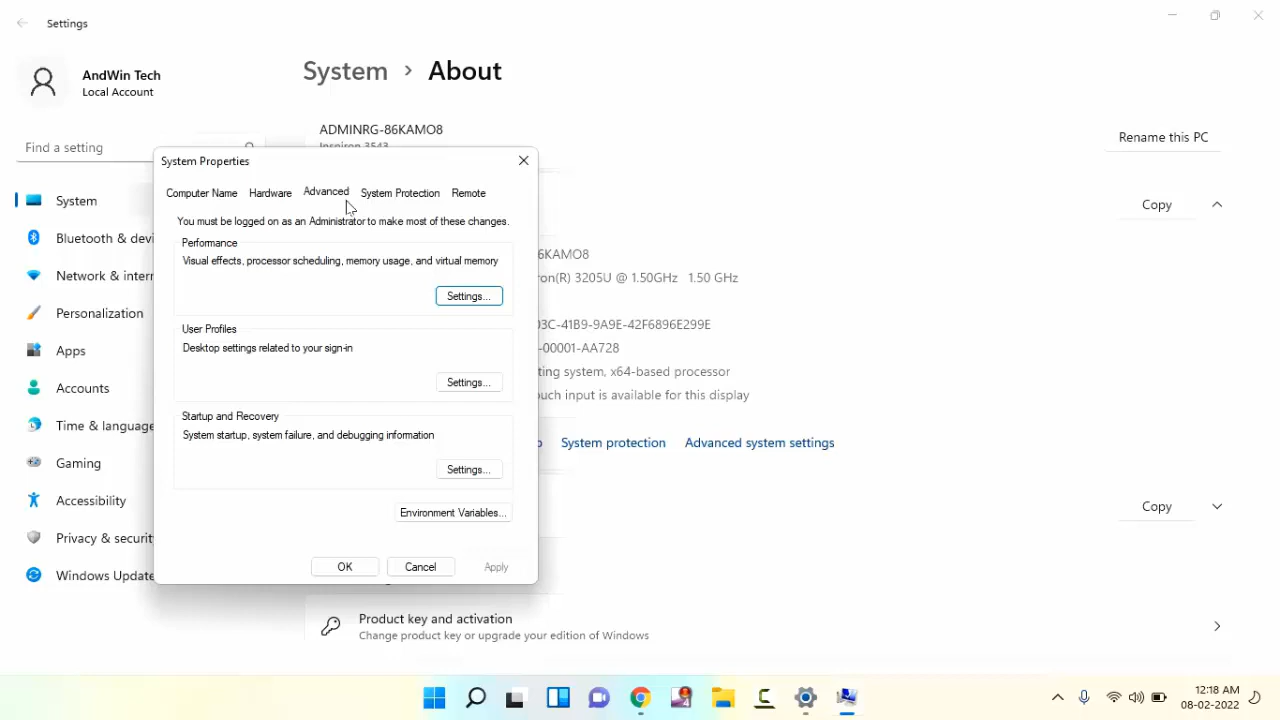 Settings
AndWin Tech
Local Account
Find a setting
System
Bluetooth & devi
Network & inter
Personalization
Apps
Accounts
Time & language
Gaming
Accessibility
Privacy & securit
Windows Update
System > About
ADMINRG-86KAMO8
Inspiron 3543
Rename this PC
Copy
6KAMO8
ron(R) 3205U @ 1.50GHz 1.50 GHz
03C-41B9-9A9E-42F6896E299E
-00001-AA728
ting system, x64-based processor
ouch input is available for this display
System protection
Advanced system settings
Copy
Product key and activation
Change product key or upgrade your edition of Windows
System Properties
Computer Name
Hardware
Advanced
System Protection
Remote
You must be logged on as an Administrator to make most of these changes.
Performance
Visual effects, processor scheduling, memory usage, and virtual memory
Settings...
User Profiles
Desktop settings related to your sign-in
Settings...
Startup and Recovery
System startup, system failure, and debugging information
Settings...
Environment Variables...
OK
Cancel
Apply
12:18 AM
08-02-2022